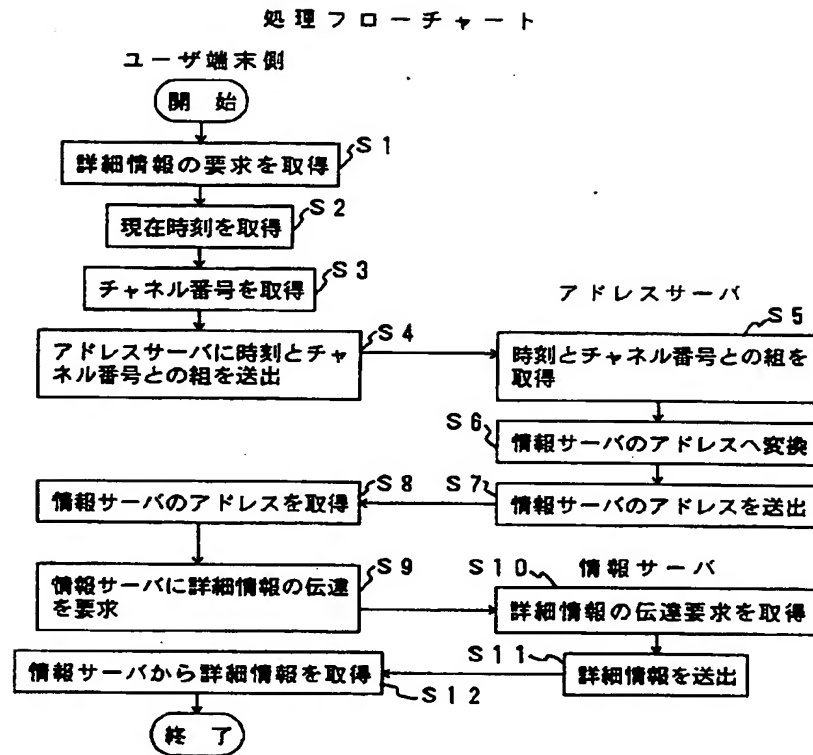 処理フローチャート
ユーザ端末側
開 始
詳細情報の要求を取得
S1
現在時刻を取得
S2
チャネル番号を取得
S3
アドレスサーバに時刻とチャ
ネル番号との組を送出
S4
アドレスサーバ
S5
時刻とチャネル番号との組を
取得
S6
情報サーバのアドレスへ変換
S7
情報サーバのアドレスを送出
S8
情報サーバのアドレスを取得
S9
情報サーバに詳細情報の伝達
を要求
S10
情報サーバ
詳細情報の伝達要求を取得
S11
詳細情報を送出
情報サーバから詳細情報を取得
S12
終 了